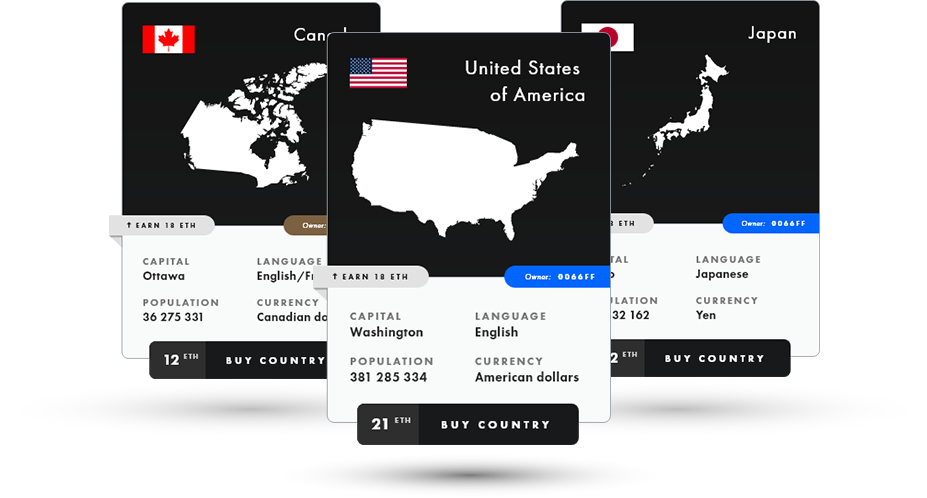 Canada
↑ EARN 18 ETH
Owner:
CAPITAL
Ottawa
LANGUAGE
English/Fr
POPULATION
36 275 331
CURRENCY
Canadian do
12 ETH
BUY COUNTRY
United States
of America
↑ EARN 18 ETH
Owner: 0066FF
CAPITAL
Washington
LANGUAGE
English
POPULATION
381 285 334
CURRENCY
American dollars
21 ETH
BUY COUNTRY
Japan
8 ETH
Owner: 0066FF
TAL
LANGUAGE
Japanese
ULATION
32 162
CURRENCY
Yen
2 ETH
BUY COUNTRY